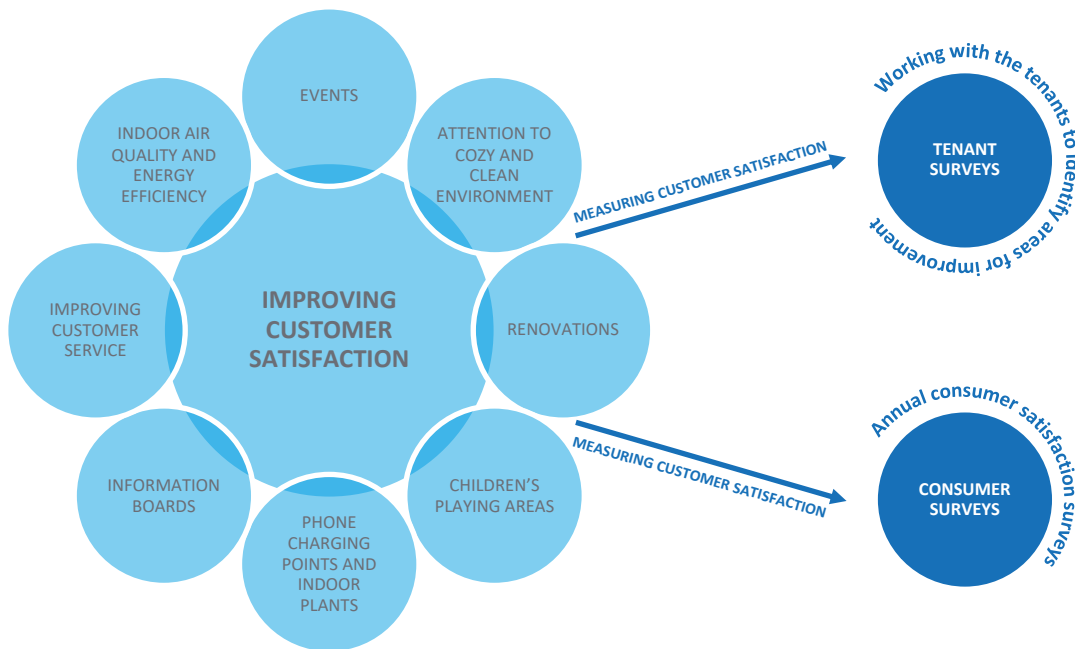 EVENTS
INDOOR AIR
QUALITY AND
ENERGY
EFFICIENCY
ATTENTION TO
COZY AND
CLEAN
ENVIRONMENT
IMPROVING
CUSTOMER
SERVICE
IMPROVING
CUSTOMER
SATISFACTION
RENOVATIONS
INFORMATION
BOARDS
CHILDREN'S
PLAYING AREAS
PHONE
CHARGING
POINTS AND
INDOOR
PLANTS
MEASURING CUSTOMER SATISFACTION
Working with the tenants to identify areas for improvement
TENANT
SURVEYS
MEASURING CUSTOMER SATISFACTION
Annual consumer satisfaction surveys
CONSUMER
SURVEYS